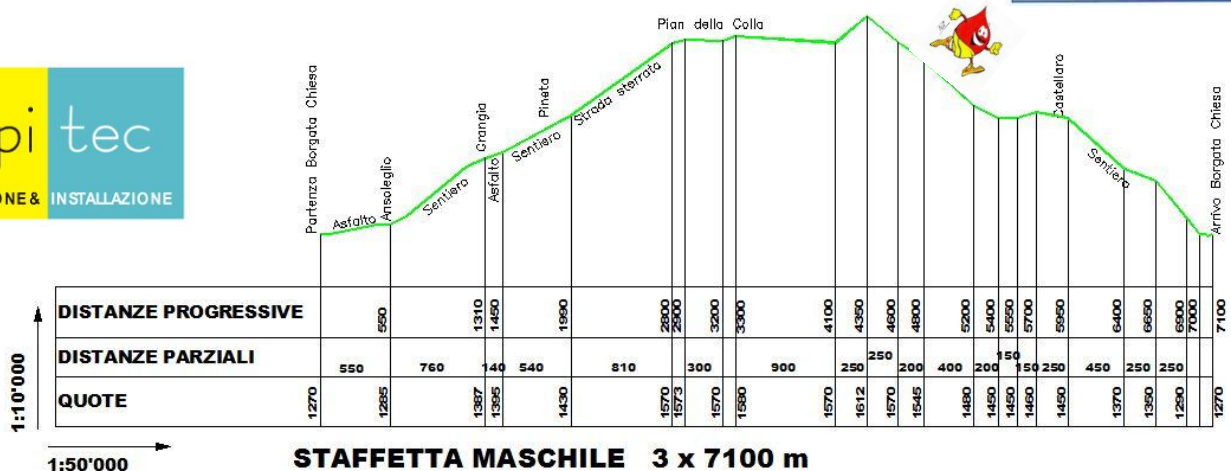 pi tec
NE & INSTALLAZIONE
Partenza Borgata Chiesa
Asfalto
Ansoleglio
Sentiero
Grangia
Asfalto
Sentiero
Pineta
Strada sterrata
Pian della Colla
Castellaro
Sentiero
Arrivo Borgata Chiesa
DISTANZE PROGRESSIVE 550 1310 1450 1990 2800 2900 3200 3300 4100 4350 4600 4800 5200 5400 5550 5700 5950 6400 6650 6900 7000 7100
DISTANZE PARZIALI 550 760 140 540 810 300 900 250 250 200 400 200 150 150 250 450 250 250
QUOTE 1270 1285 1387 1395 1430 1570 1573 1570 1580 1570 1612 1570 1545 1480 1450 1450 1460 1450 1370 1350 1290 1270
1:10'000
1:50'000
STAFFETTA MASCHILE 3 x 7100 m